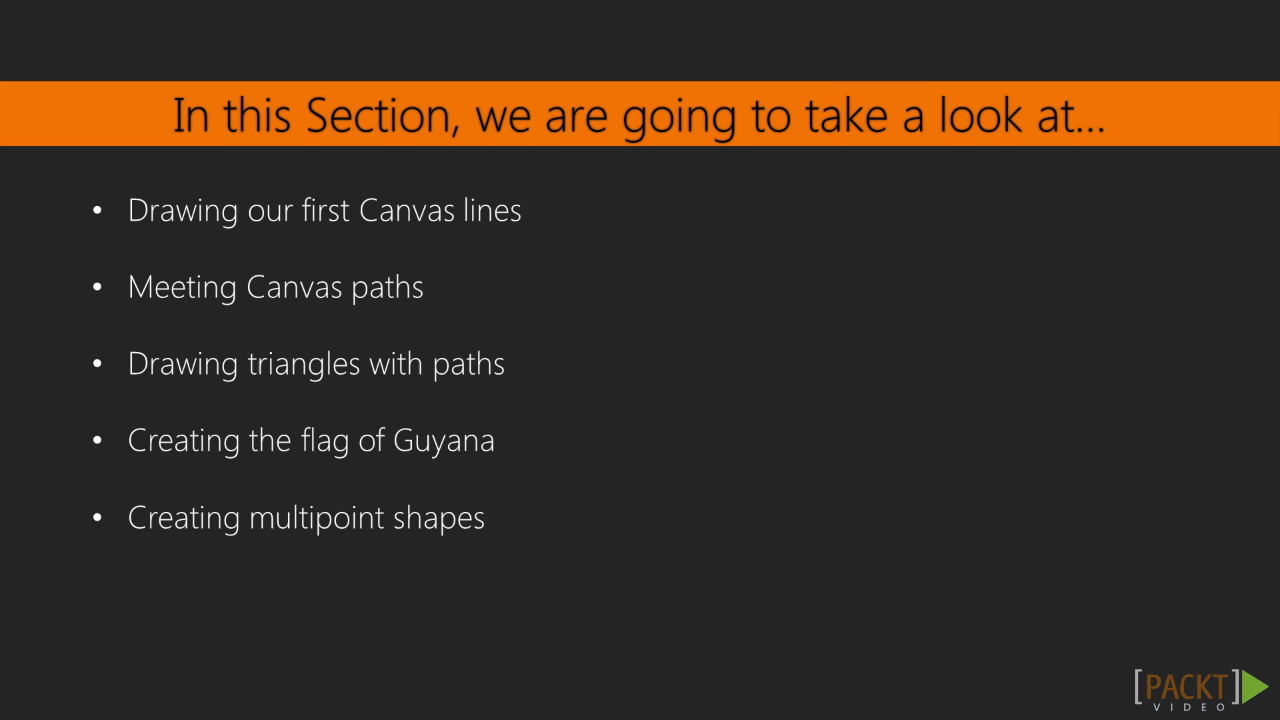 In this Section, we are going to take a look at...
• Drawing our first Canvas lines
• Meeting Canvas paths
• Drawing triangles with paths
• Creating the flag of Guyana
• Creating multipoint shapes
[PACKT]
VIDEO